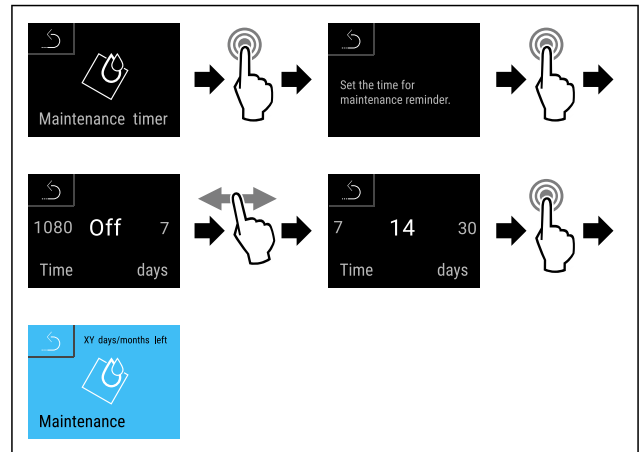 Maintenance timer
Set the time for
maintenance reminder.
1080 Off 7
Time days
7 14 30
Time days
XY days/months left
Maintenance